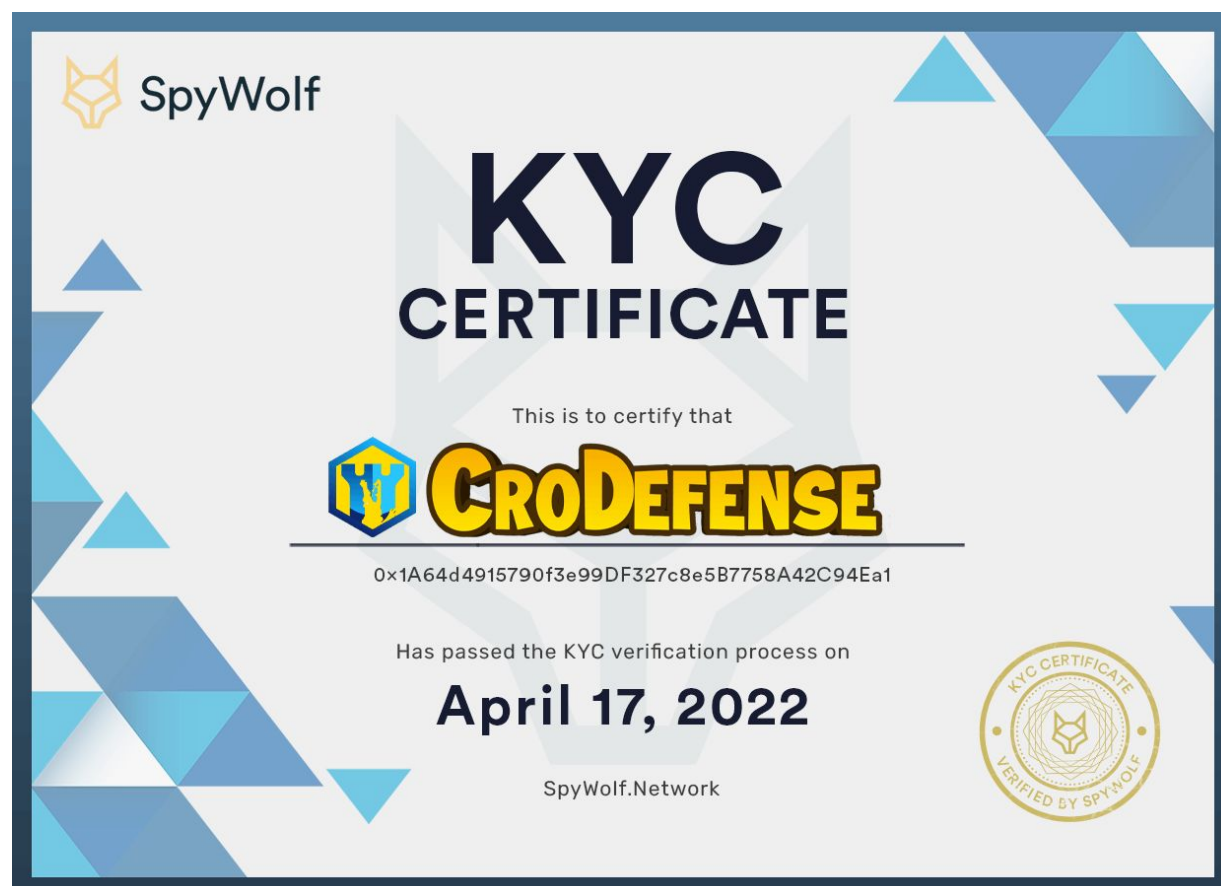 SpyWolf
KYC
CERTIFICATE
This is to certify that
CRODEFENSE
0x1A64d4915790f3e99DF327c8e5B7758A42C94Ea1
Has passed the KYC verification process on
April 17, 2022
SpyWolf.Network
KYC CERTIFICATE
VERIFIED BY SPYWOLF